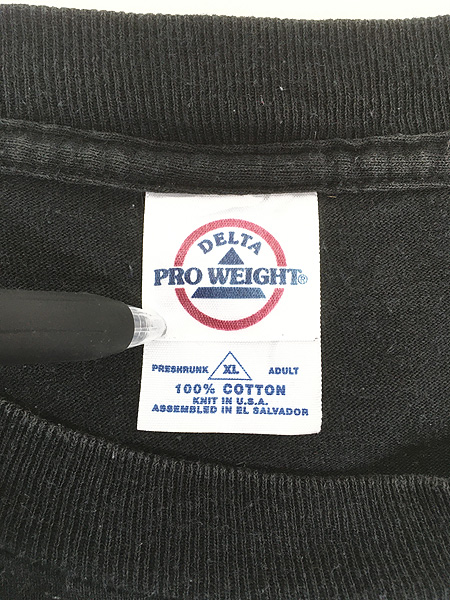 DELTA
PRO WEIGHT®
PRESHRUNK XL ADULT
100% COTTON
KNIT IN U.S.A.
ASSEMBLED IN EL SALVADOR